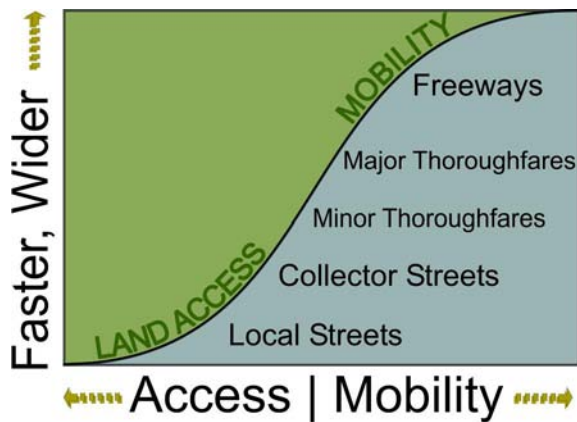 Faster, Wider
MOBILITY
Freeways
Major Thoroughfares
Minor Thoroughfares
LAND ACCESS
Collector Streets
Local Streets
Access | Mobility